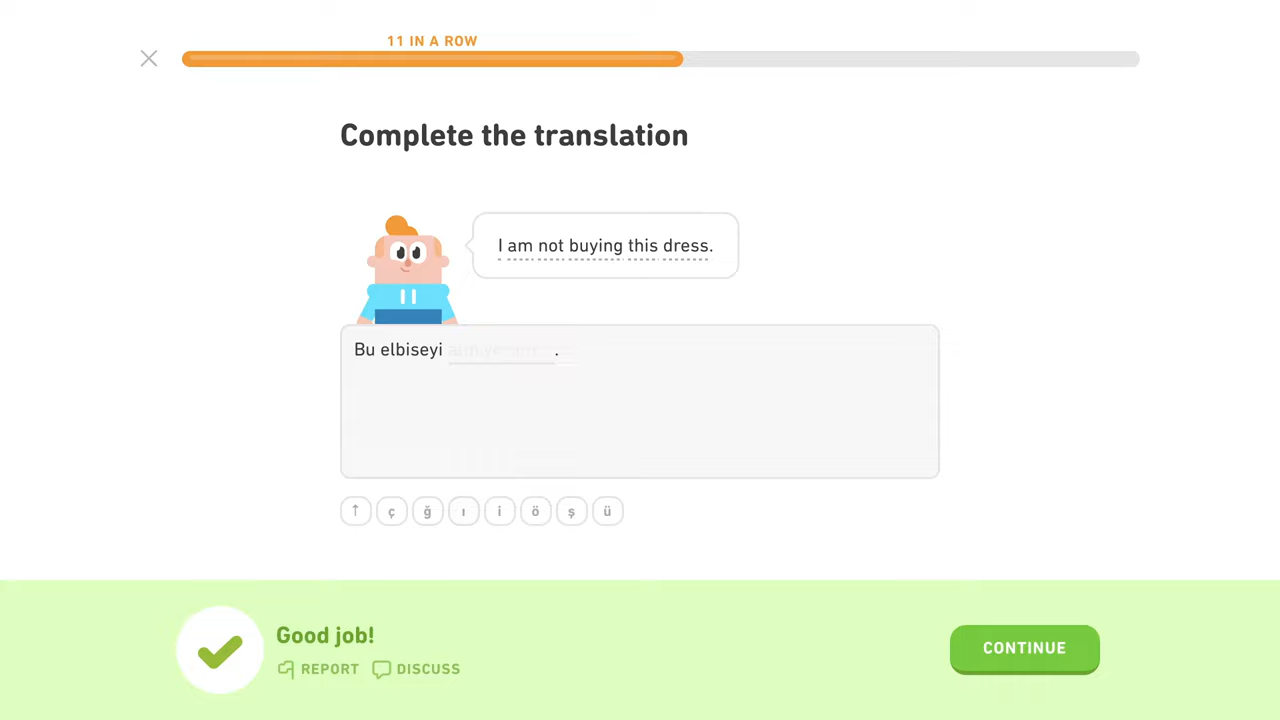 11 IN A ROW
Complete the translation
I am not buying this dress.
Bu elbiseyi .
↑ ç ğ ı i ö ş ü
Good job!
REPORT DISCUSS
CONTINUE